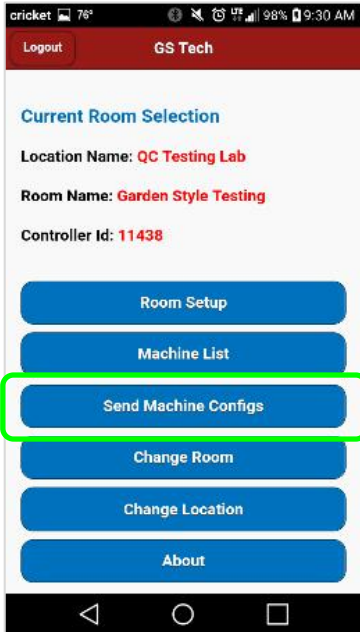 cricket 76° LTE 98% 9:30 AM
Logout GS Tech
Current Room Selection
Location Name: QC Testing Lab
Room Name: Garden Style Testing
Controller Id: 11438
Room Setup
Machine List
Send Machine Configs
Change Room
Change Location
About